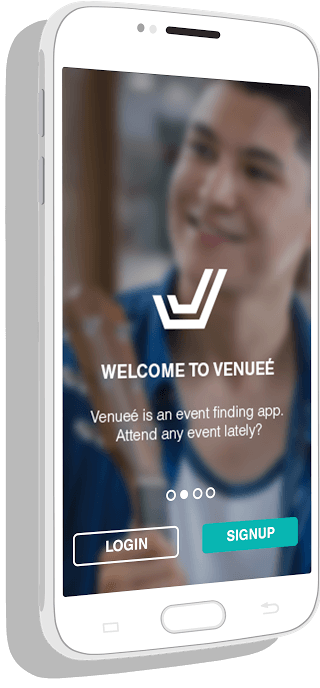 WELCOME TO VENUEÉ
Venueé is an event finding app.
Attend any event lately?
LOGIN
SIGNUP